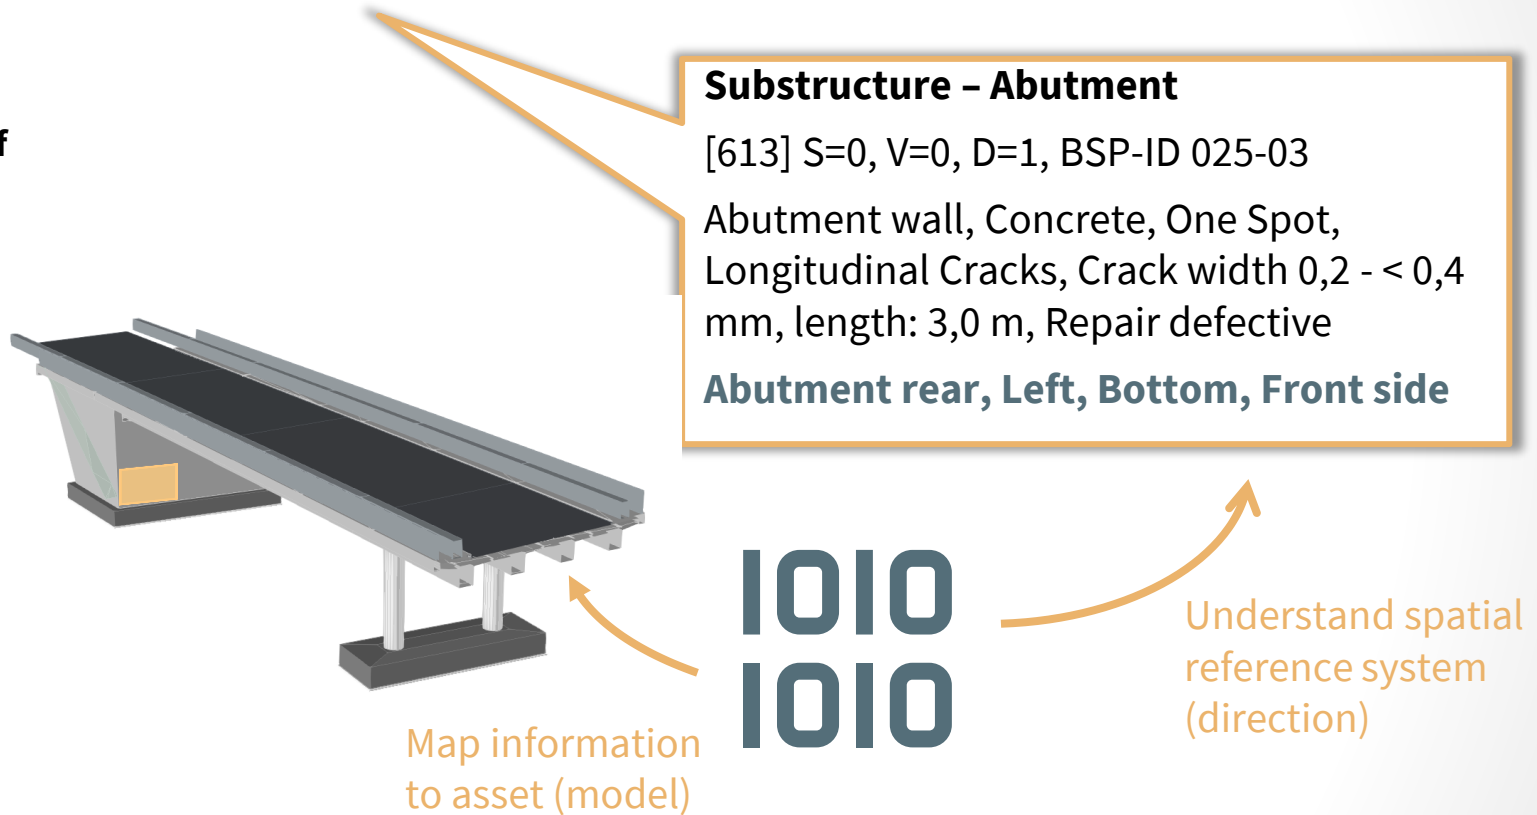 Substructure – Abutment
f
[613] S=0, V=0, D=1, BSP-ID 025-03
Abutment wall, Concrete, One Spot,
Longitudinal Cracks, Crack width 0,2 - < 0,4
mm, length: 3,0 m, Repair defective
Abutment rear, Left, Bottom, Front side
1010
1010
Understand spatial
reference system
(direction)
Map information
to asset (model)